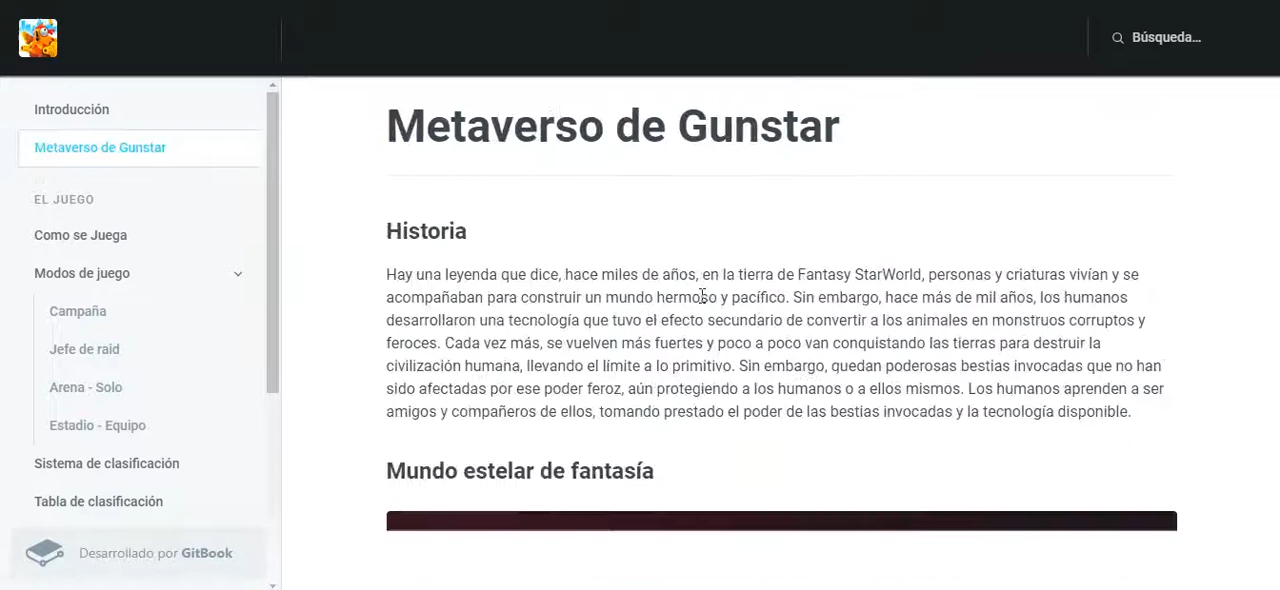 Búsqueda...
Introducción
Metaverso de Gunstar
EL JUEGO
Como se Juega
Modos de juego
Campaña
Jefe de raid
Arena - Solo
Estadio - Equipo
Sistema de clasificación
Tabla de clasificación
Desarrollado por GitBook
Metaverso de Gunstar
Historia
Hay una leyenda que dice, hace miles de años, en la tierra de Fantasy StarWorld, personas y criaturas vivían y se
acompañaban para construir un mundo hermoso y pacífico. Sin embargo, hace más de mil años, los humanos
desarrollaron una tecnología que tuvo el efecto secundario de convertir a los animales en monstruos corruptos y
feroces. Cada vez más, se vuelven más fuertes y poco a poco van conquistando las tierras para destruir la
civilización humana, llevando el límite a lo primitivo. Sin embargo, quedan poderosas bestias invocadas que no han
sido afectadas por ese poder feroz, aún protegiendo a los humanos o a ellos mismos. Los humanos aprenden a ser
amigos y compañeros de ellos, tomando prestado el poder de las bestias invocadas y la tecnología disponible.
Mundo estelar de fantasía